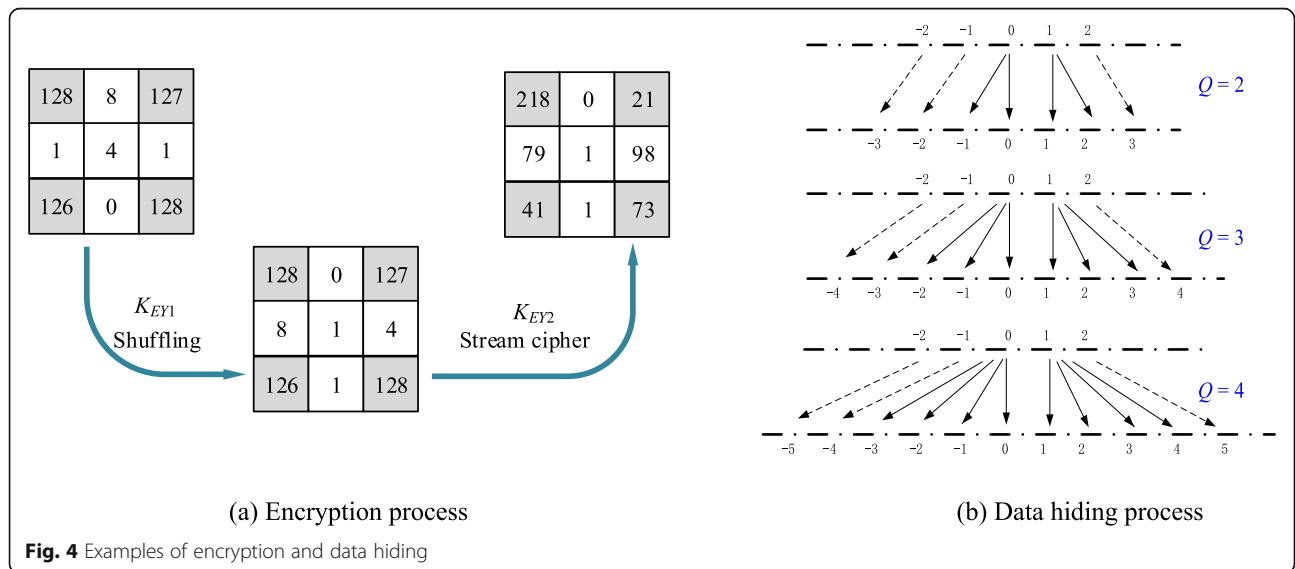 128 8 127
1 4 1
126 0 128
K_EY1
Shuffling
128 0 127
8 1 4
126 1 128
K_EY2
Stream cipher
218 0 21
79 1 98
41 1 73
(a) Encryption process
-2 -1 0 1 2
Q = 2
-3 -2 -1 0 1 2 3
-2 -1 0 1 2
Q = 3
-4 -3 -2 -1 0 1 2 3 4
-2 -1 0 1 2
Q = 4
-5 -4 -3 -2 -1 0 1 2 3 4 5
(b) Data hiding process
Fig. 4 Examples of encryption and data hiding